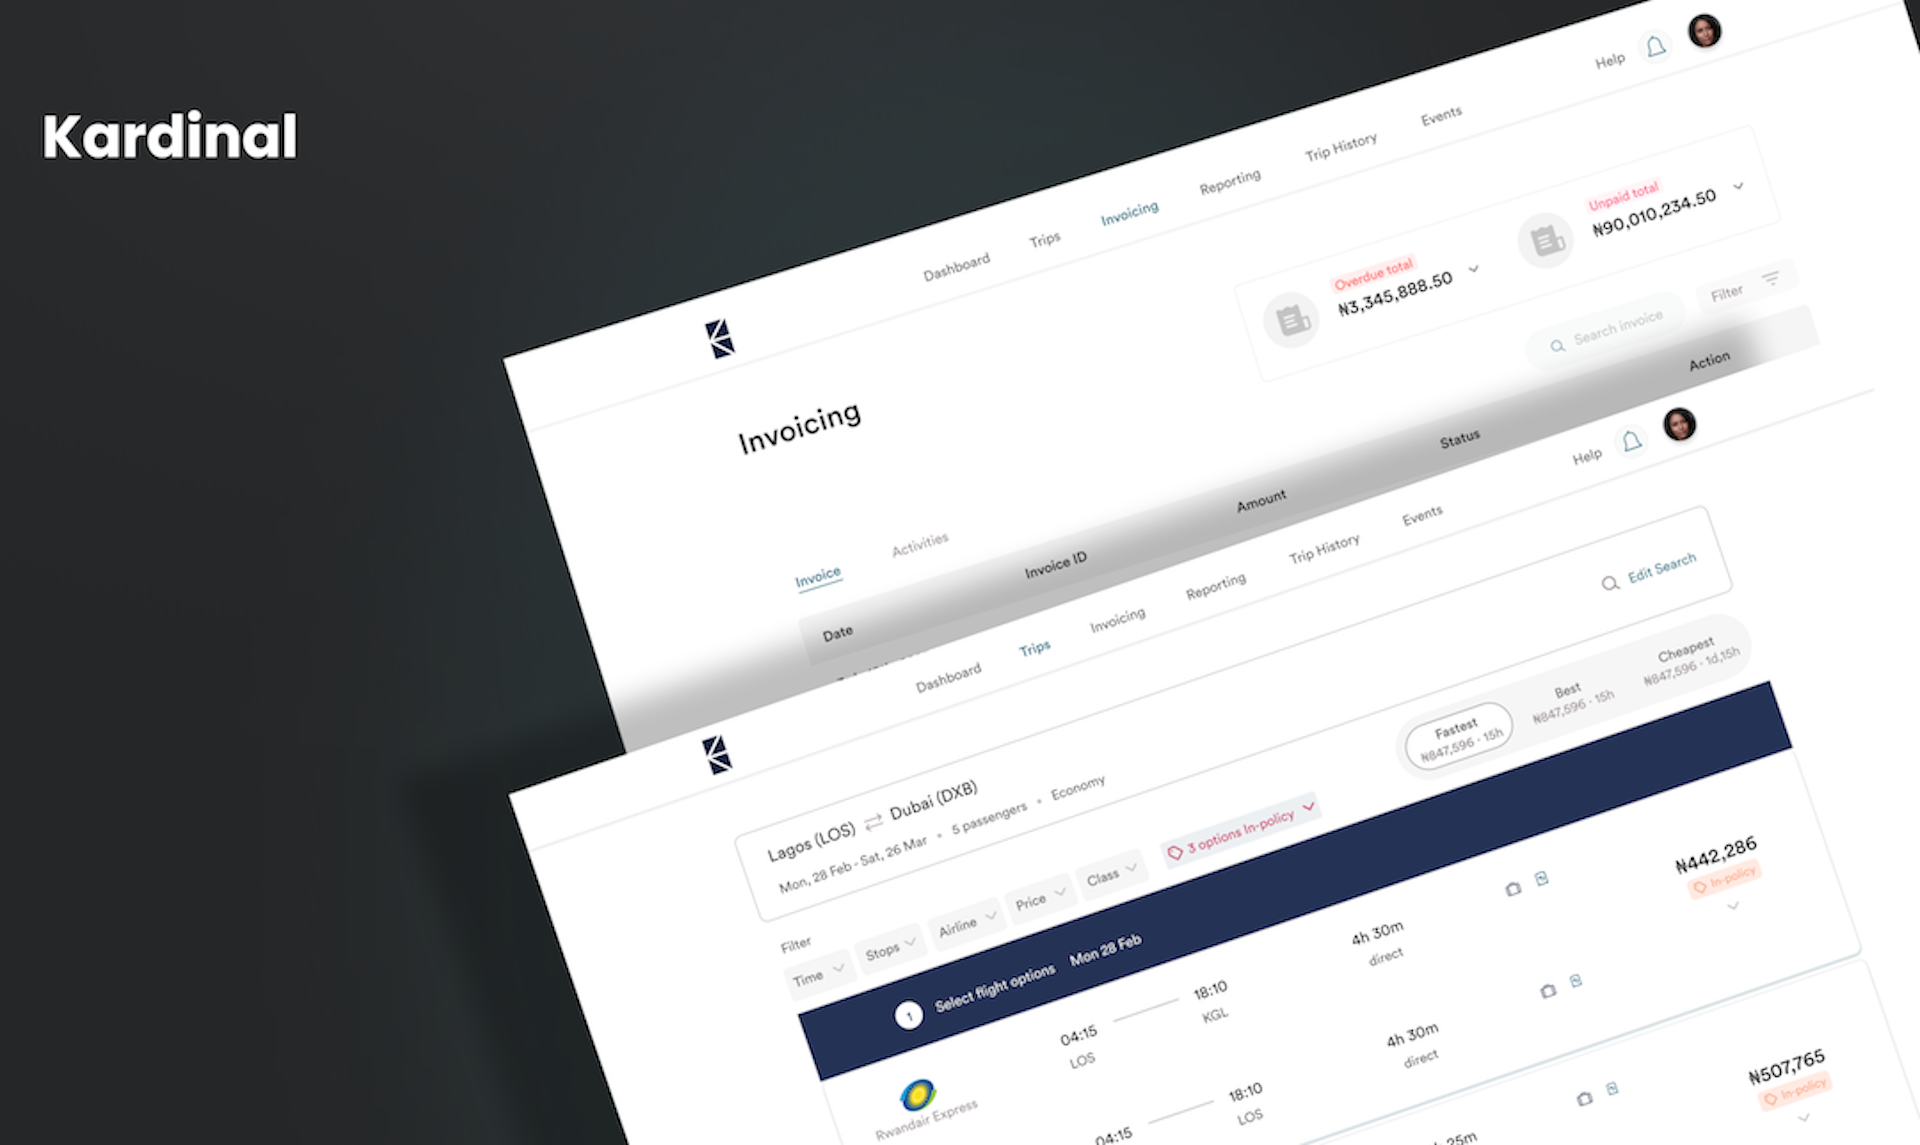 Kardinal
Dashboard Trips Invoicing Reporting Trip History Events Help
Invoicing
Overdue total
₦3,345,888.50
Unpaid total
₦90,010,234.50
Search invoice
Filter
Invoice Activities
Date Invoice ID Amount Status Action
Dashboard Trips Invoicing Reporting Trip History Events Help
Lagos (LOS) Dubai (DXB)
Mon, 28 Feb - Sat, 26 Mar • 5 passengers • Economy
Edit Search
Filter
Time Stops Airline Price Class
3 options In-policy
Fastest
₦847,596 · 15h
Best
₦847,596 · 15h
Cheapest
₦847,596 · 1d,15h
1 Select flight options Mon 28 Feb
Rwandair Express
04:15
LOS
18:10
KGL
4h 30m
direct
₦442,286
In-policy
04:15
18:10
LOS
4h 30m
direct
25m
₦507,765
In-policy